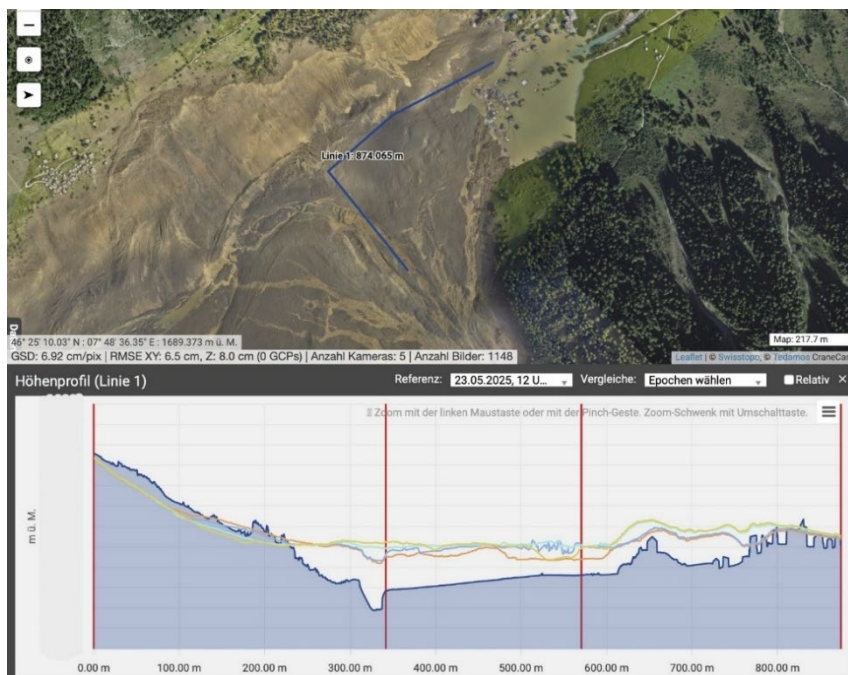 Linie 1: 874.065 m
46° 25' 10.03" N : 07° 48' 36.35" E : 1689.373 m ü. M.
Map: 217.7 m
GSD: 6.92 cm/pix | RMSE XY: 6.5 cm, Z: 8.0 cm (0 GCPs) | Anzahl Kameras: 5 | Anzahl Bilder: 1148
Leaflet | © Swisstopo, © Tedamos CraneCa
Höhenprofil (Linie 1)
Referenz: 23.05.2025, 12 U...
Vergleiche: Epochen wählen
Relativ ×
Zoom mit der linken Maustaste oder mit der Pinch-Geste. Zoom-Schwenk mit Umschalttaste.
m ü. M.
0.00 m 100.00 m 200.00 m 300.00 m 400.00 m 500.00 m 600.00 m 700.00 m 800.00 m